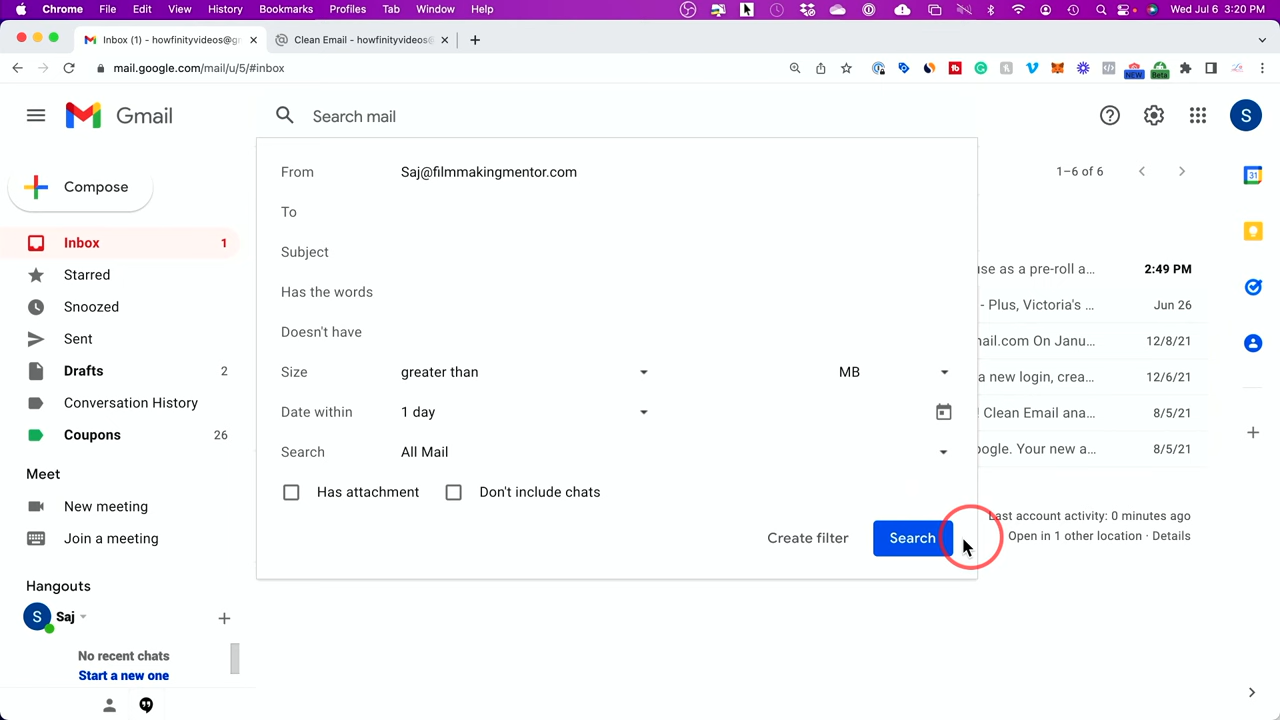 Chrome File Edit View History Bookmarks Profiles Tab Window Help Wed Jul 6 3:20 PM
Inbox (1) - howfinityvideos@gr
Clean Email - howfinityvideos@
mail.google.com/mail/u/5/#inbox
NEW
Beta
Gmail
Search mail
S
Compose
From Saj@filmmakingmentor.com
1–6 of 6
31
To
Inbox 1
Subject
Starred
use as a pre-roll a... 2:49 PM
Has the words
Snoozed
- Plus, Victoria's ... Jun 26
Doesn't have
Sent
ail.com On Janu... 12/8/21
Size greater than MB
Drafts 2
a new login, crea... 12/6/21
Date within 1 day
Conversation History
! Clean Email ana... 8/5/21
Coupons 26
Search All Mail
oogle. Your new a... 8/5/21
Meet
Has attachment
Don't include chats
New meeting
Last account activity: 0 minutes ago
Join a meeting
Create filter
Search
Open in 1 other location · Details
Hangouts
S Saj
No recent chats
Start a new one